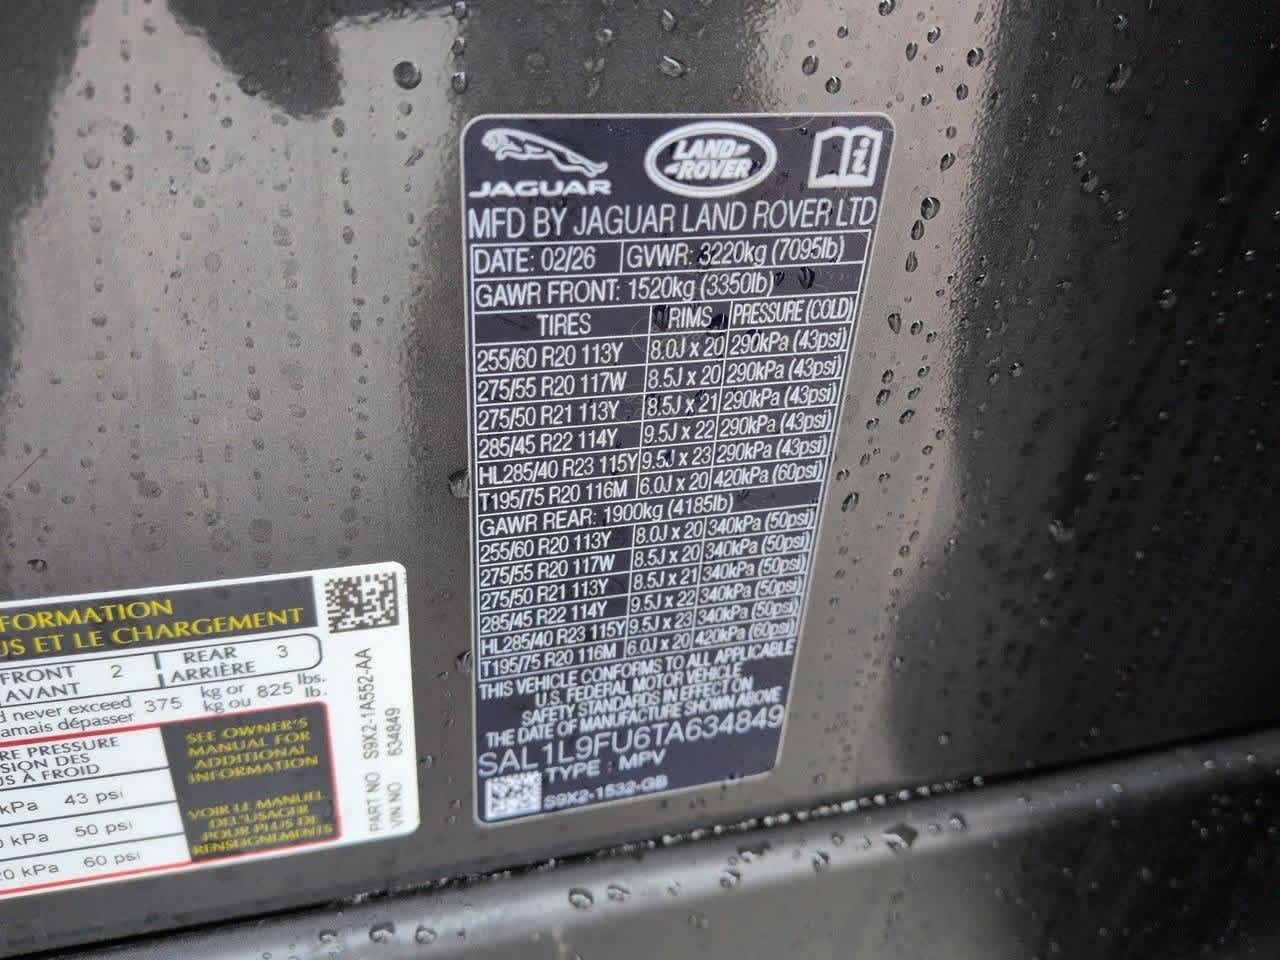 JAGUAR
LAND ROVER
i
MFD BY JAGUAR LAND ROVER LTD
DATE: 02/26 GVWR: 3220kg (7095lb)
GAWR FRONT: 1520kg (3350lb)
TIRES RIMS PRESSURE (COLD)
255/60 R20 113Y 8.0J x 20 290kPa (43psi)
275/55 R20 117W 8.5J x 20 290kPa (43psi)
275/50 R21 113Y 8.5J x 21 290kPa (43psi)
285/45 R22 114Y 9.5J x 22 290kPa (43psi)
HL285/40 R23 115Y 9.5J x 23 290kPa (43psi)
T195/75 R20 116M 6.0J x 20 420kPa (60psi)
GAWR REAR: 1900kg (4185lb)
255/60 R20 113Y 8.0J x 20 340kPa (50psi)
275/55 R20 117W 8.5J x 20 340kPa (50psi)
275/50 R21 113Y 8.5J x 21 340kPa (50psi)
285/45 R22 114Y 9.5J x 22 340kPa (50psi)
HL285/40 R23 115Y 9.5J x 23 340kPa (50psi)
T195/75 R20 116M 6.0J x 20 420kPa (60psi)
THIS VEHICLE CONFORMS TO ALL APPLICABLE
U.S. FEDERAL MOTOR VEHICLE
SAFETY STANDARDS IN EFFECT ON
THE DATE OF MANUFACTURE SHOWN ABOVE
SAL1L9FU6TA634849
TYPE : MPV
S9X2-1532-GB
FORMATION
US ET LE CHARGEMENT
FRONT 2 REAR 3
AVANT ARRIÈRE
d never exceed 375 kg or 825 lbs.
amais dépasser kg ou lb.
RE PRESSURE
SION DES
US À FROID
kPa 43 psi
0 kPa 50 psi
20 kPa 60 psi
SEE OWNER'S
MANUAL FOR
ADDITIONAL
INFORMATION
VOIR LE MANUEL
DEL'USAGER
POUR PLUS DE
RENSEIGNEMENTS
PART NO S9X2-1A552-AA
VIN NO 634849